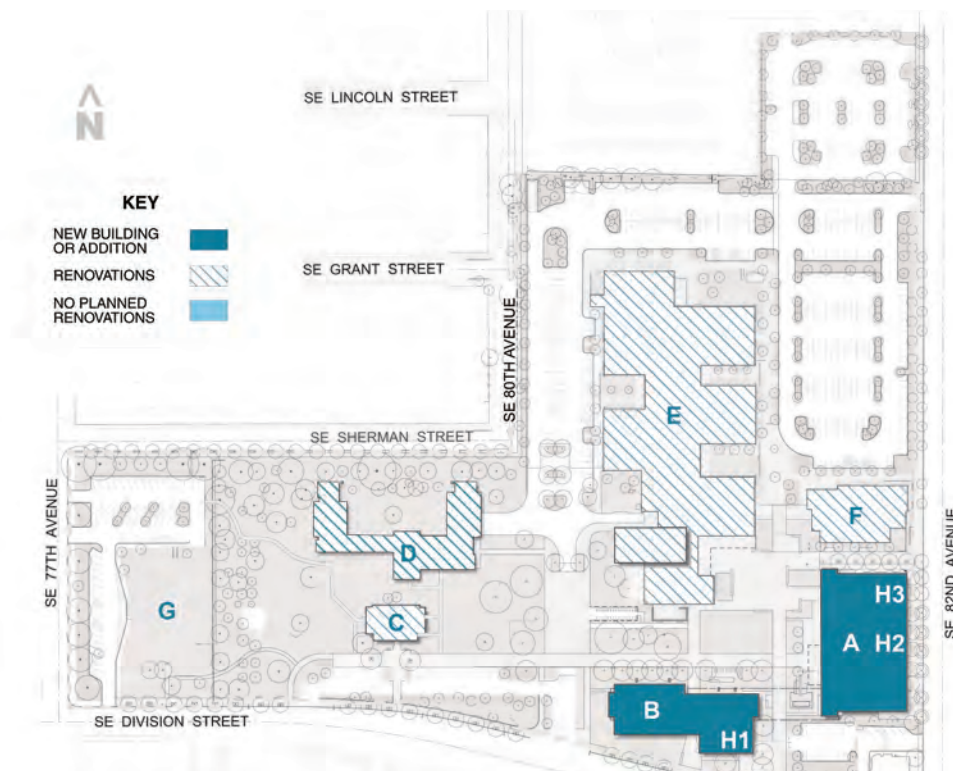 SE LINCOLN STREET
N
KEY
NEW BUILDING
OR ADDITION
RENOVATIONS
NO PLANNED
RENOVATIONS
SE GRANT STREET
SE 80TH AVENUE
E
SE SHERMAN STREET
SE 77TH AVENUE
F
SE 82ND AVENUE
D
G
C
H3
A H2
B
H1
SE DIVISION STREET